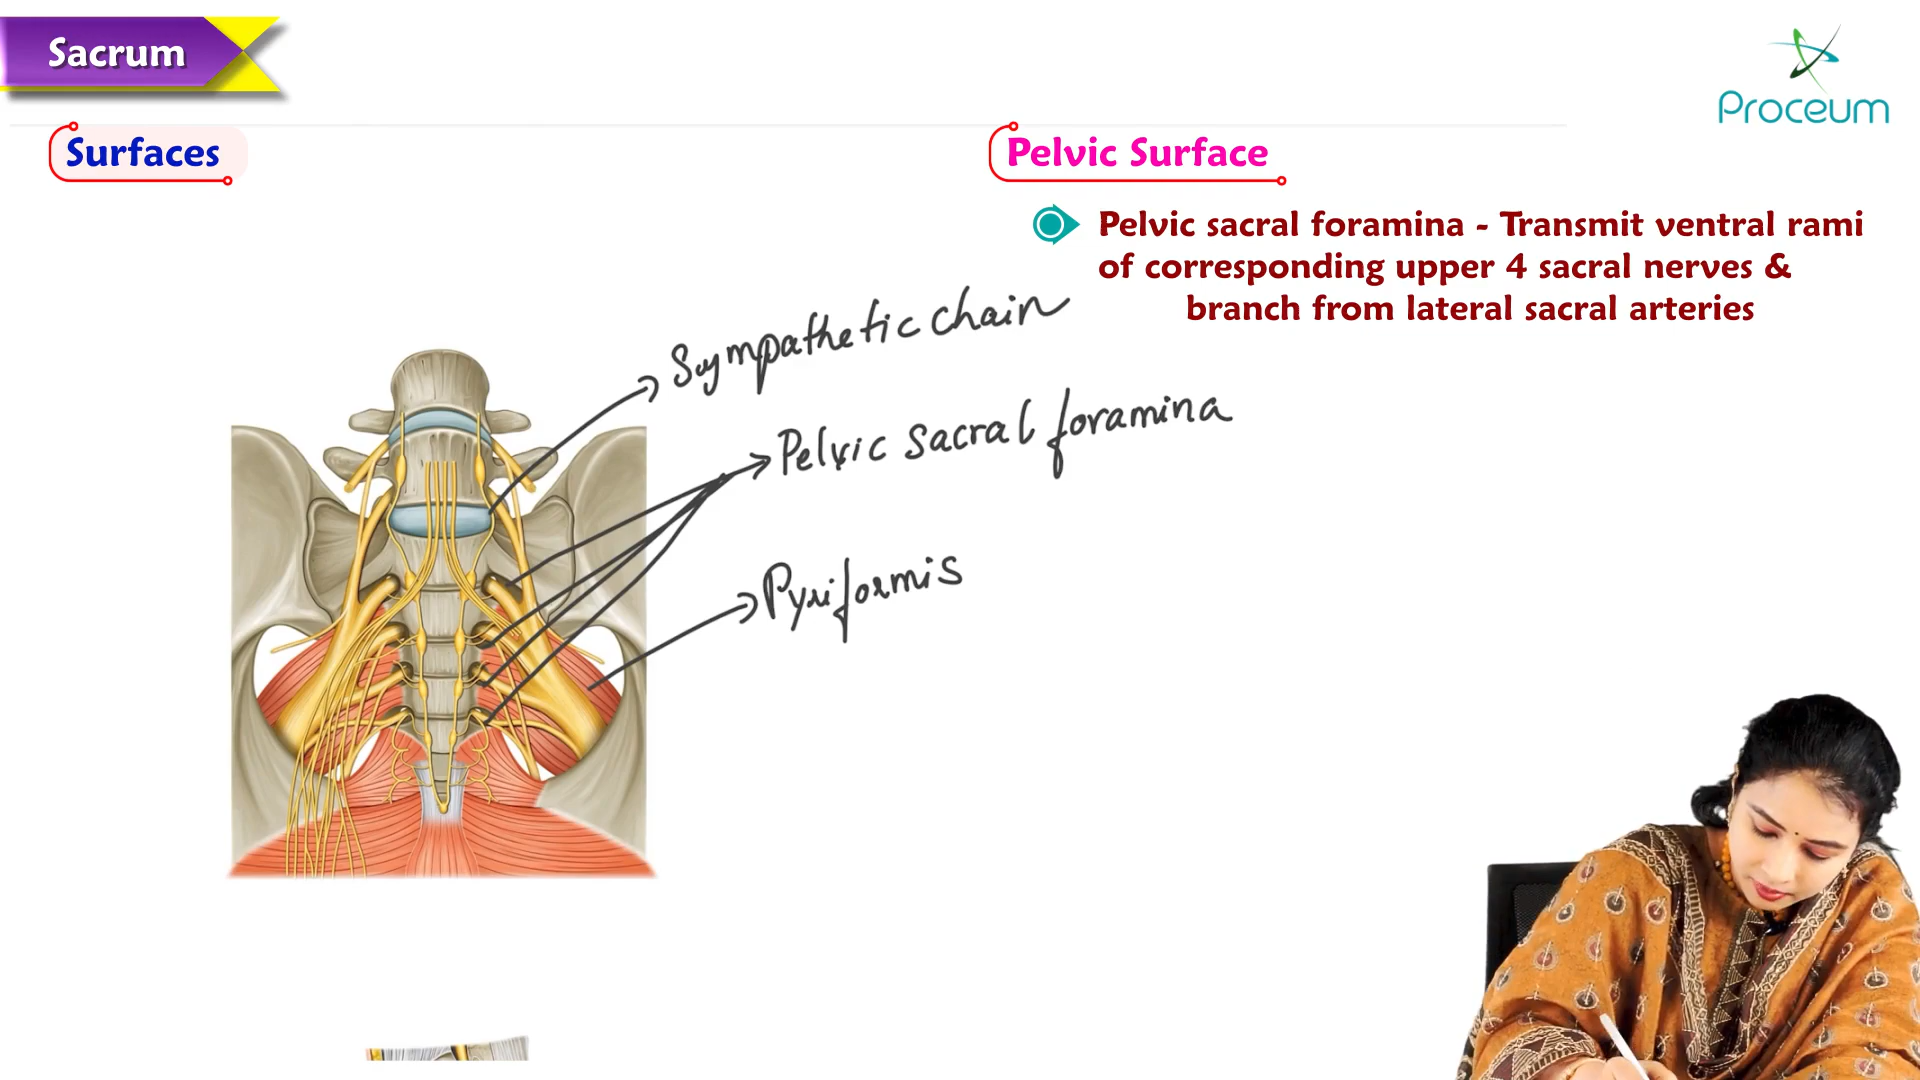 Sacrum
Proceum
Surfaces
Pelvic Surface
Pelvic sacral foramina - Transmit ventral rami
of corresponding upper 4 sacral nerves &
branch from lateral sacral arteries
Sympathetic chain
Pelvic sacral foramina
Pyriformis